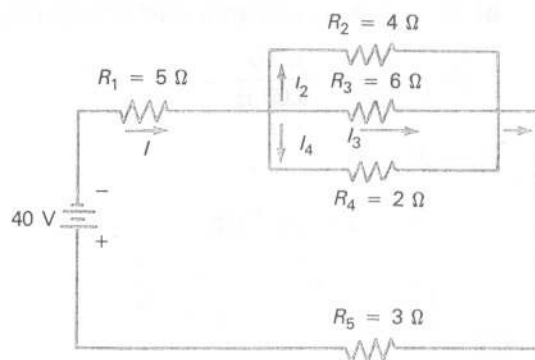 R2 = 4 Ω
R1 = 5 Ω
I2
R3 = 6 Ω
I
I4
I3
R4 = 2 Ω
−
40 V
+
R5 = 3 Ω